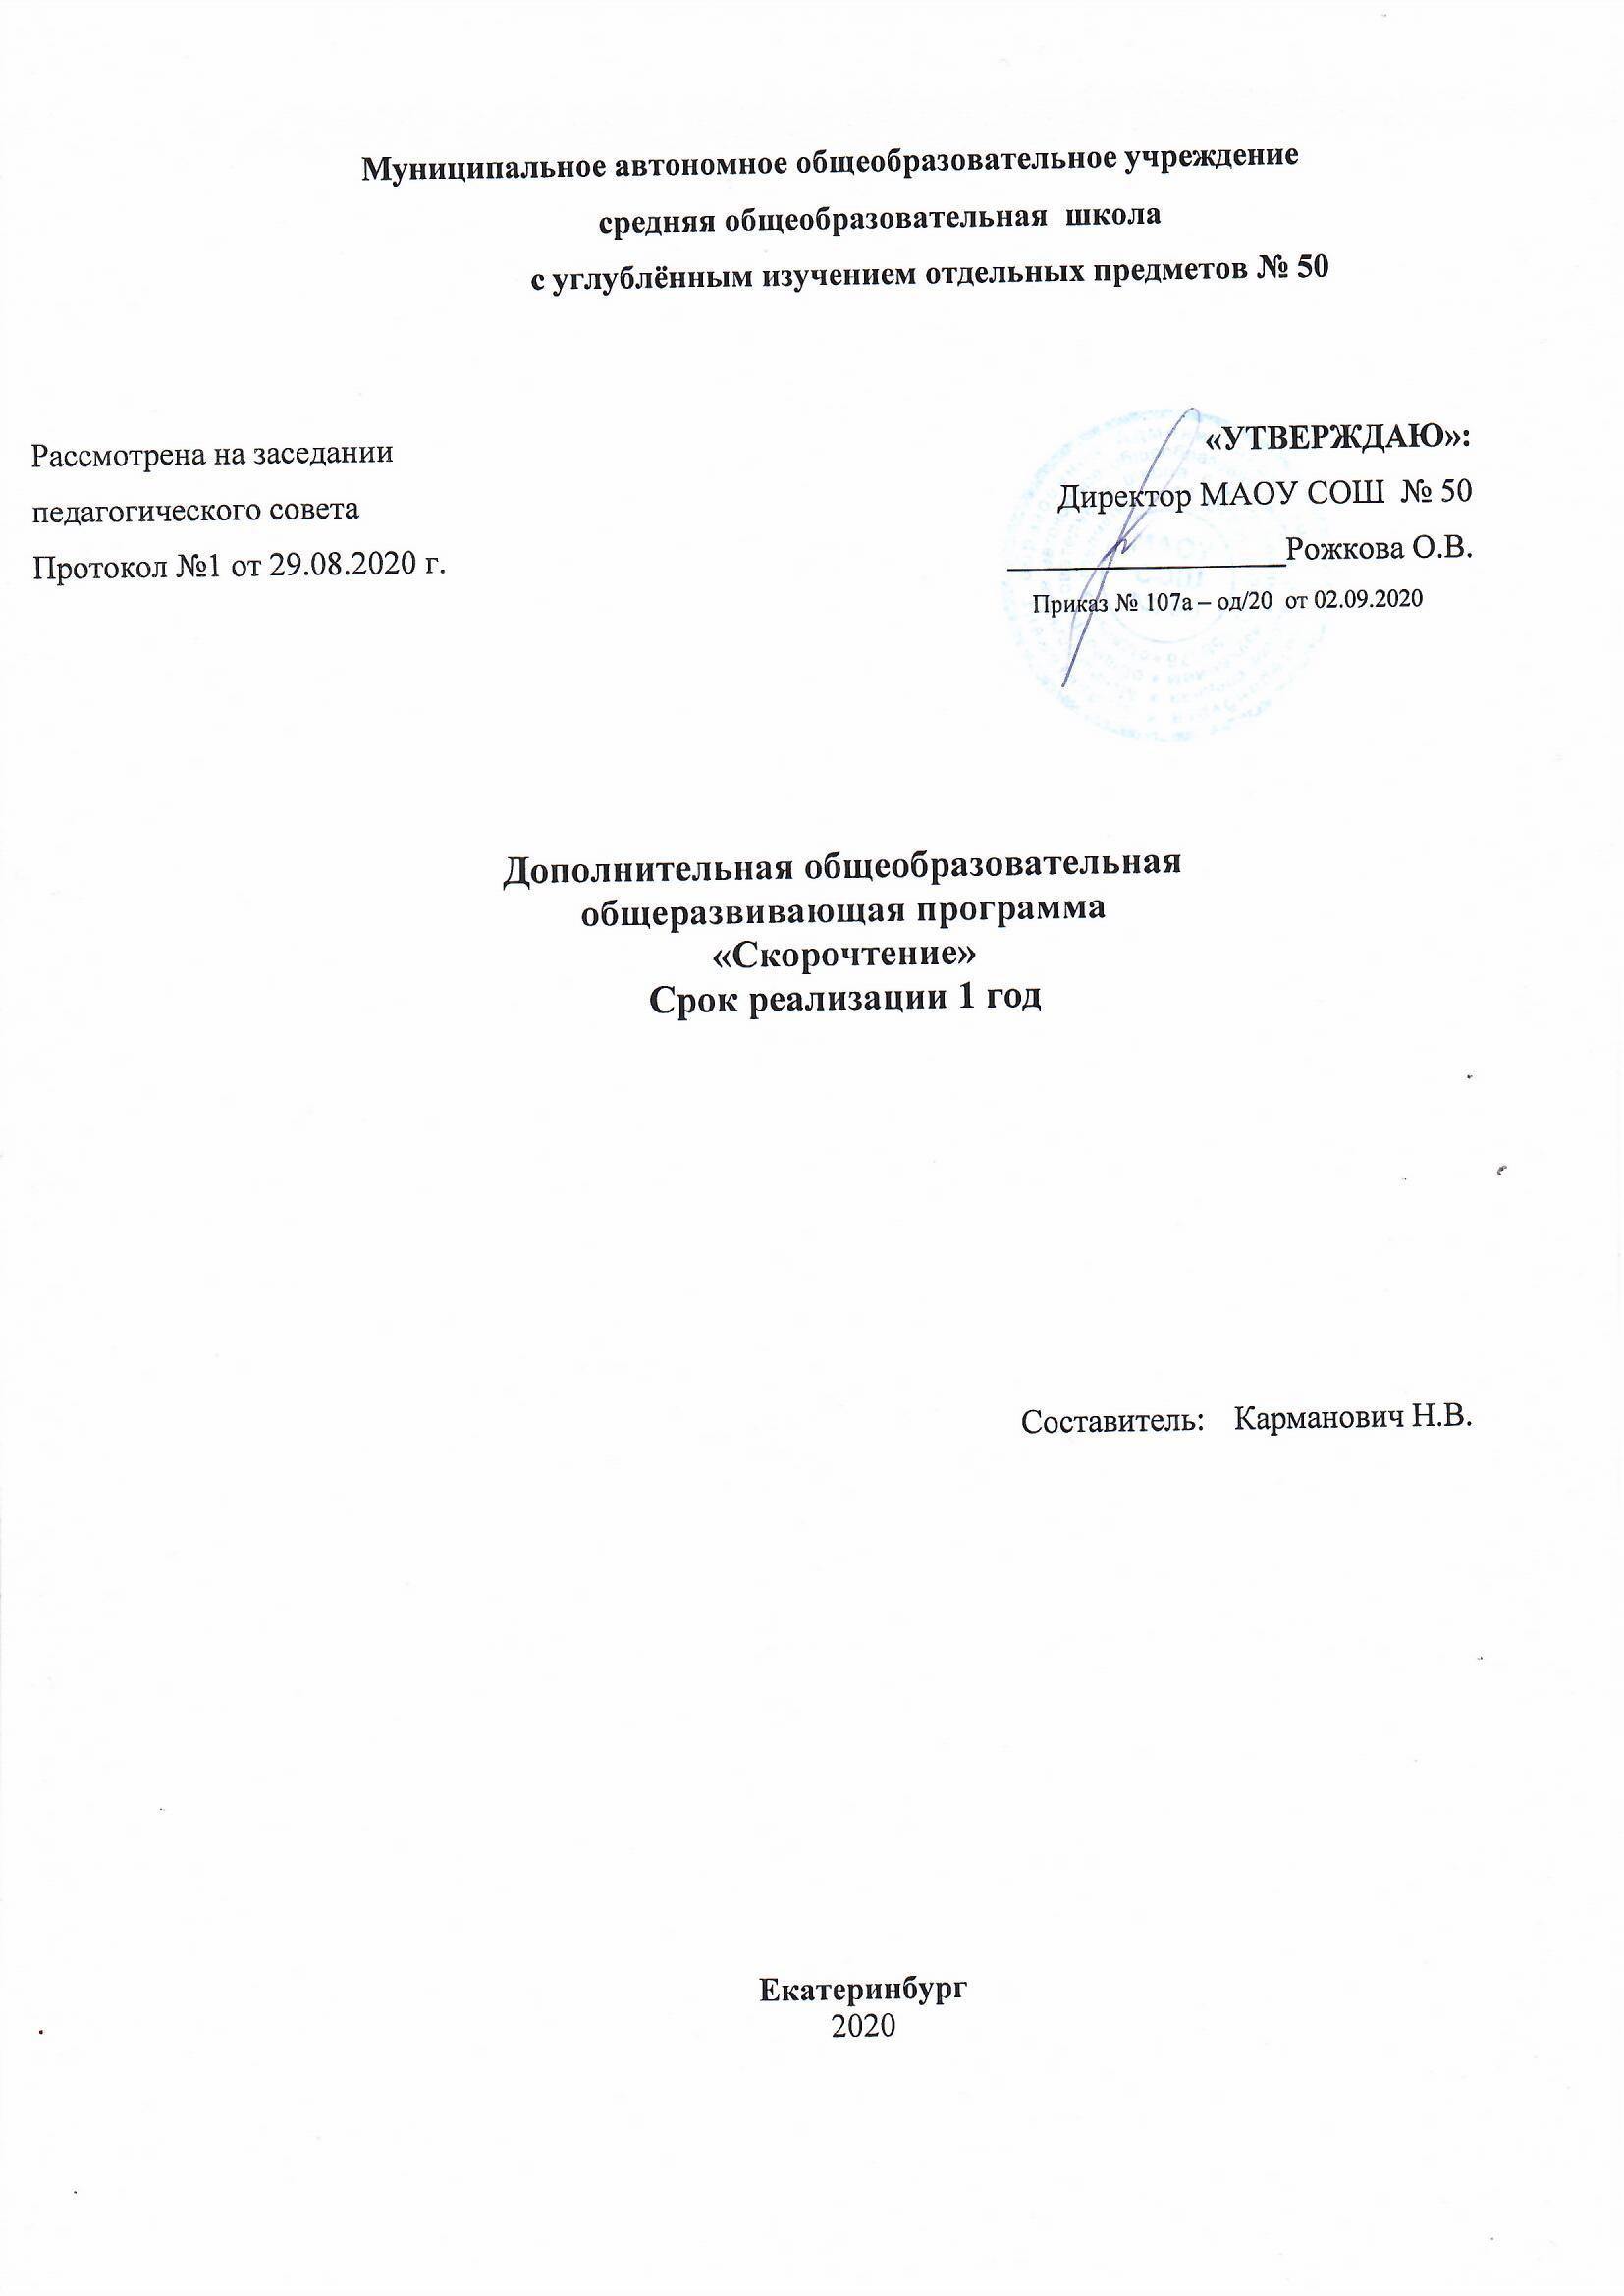 Муниципальное автономное общеобразовательное учреждение
средняя общеобразовательная школа
с углублённым изучением отдельных предметов № 50
Рассмотрена на заседании
педагогического совета
Протокол №1 от 29.08.2020 г.
«УТВЕРЖДАЮ»:
Директор МАОУ СОШ № 50
_________________Рожкова О.В.
Приказ № 107а – од/20 от 02.09.2020
Дополнительная общеобразовательная
общеразвивающая программа
«Скорочтение»
Срок реализации 1 год
Составитель: Карманович Н.В.
Екатеринбург
2020